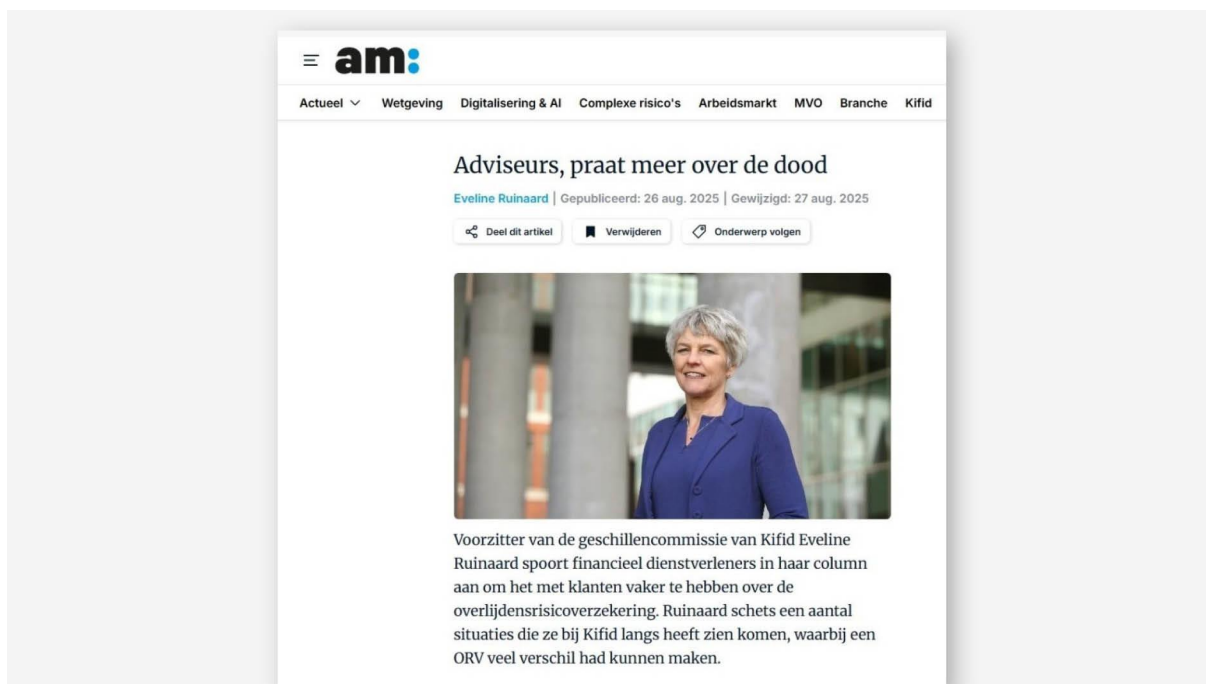 am:
Actueel Wetgeving Digitalisering & AI Complexe risico's Arbeidsmarkt MVO Branche Kifid
Adviseurs, praat meer over de dood
Eveline Ruinaard | Gepubliceerd: 26 aug. 2025 | Gewijzigd: 27 aug. 2025
Deel dit artikel Verwijderen Onderwerp volgen
Voorzitter van de geschillencommissie van Kifid Eveline
Ruinaard spoort financieel dienstverleners in haar column
aan om het met klanten vaker te hebben over de
overlijdensrisicoverzekering. Ruinaard schets een aantal
situaties die ze bij Kifid langs heeft zien komen, waarbij een
ORV veel verschil had kunnen maken.